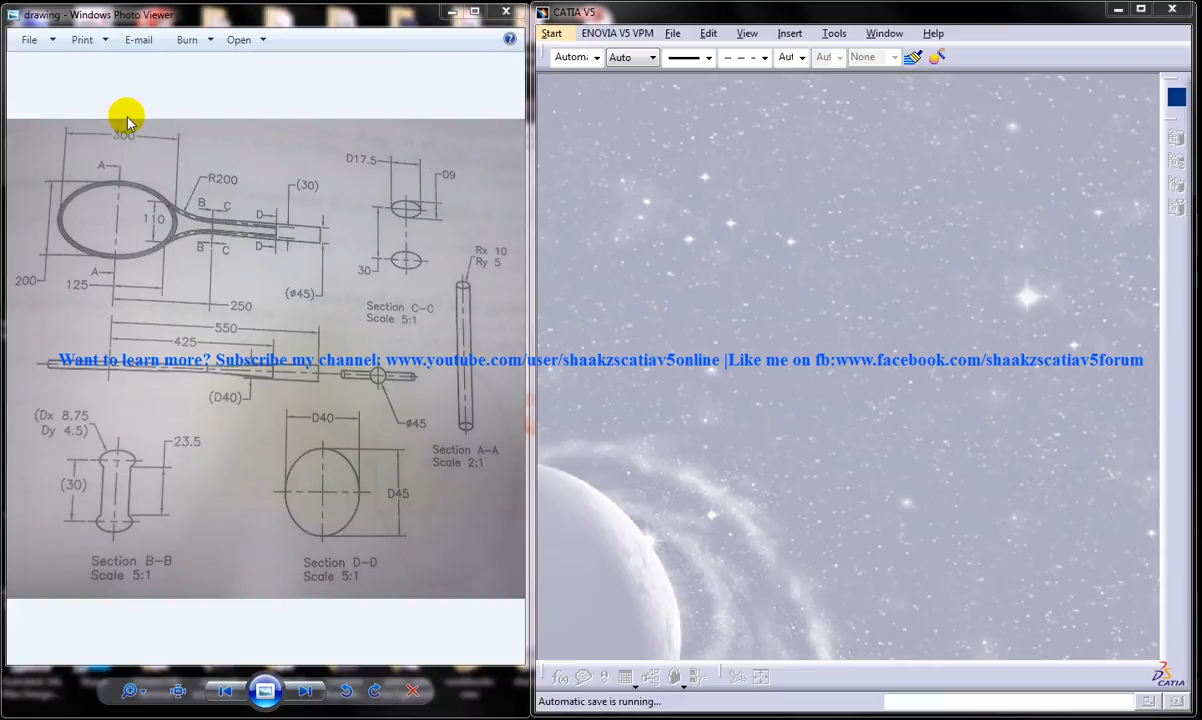 drawing - Windows Photo Viewer
File Print E-mail Burn Open
300
A
R200
B
C
D
(30)
110
B
C
D
A
200
125
(ø45)
250
550
425
(D40)
ø45
D17.5
D9
30
Section C-C
Scale 5:1
Rx 10
Ry 5
Section A-A
Scale 2:1
(Dx 8.75
Dy 4.5)
23.5
(30)
Section B-B
Scale 5:1
D40
D45
Section D-D
Scale 5:1
Want to learn more? Subscribe my channel: www.youtube.com/user/shaakzscatiav5online |Like me on fb:www.facebook.com/shaakzscatiav5forum
CATIA V5
Start ENOVIA V5 VPM File Edit View Insert Tools Window Help
Autom Auto Aut Aut None
CATIA
Automatic save is running...